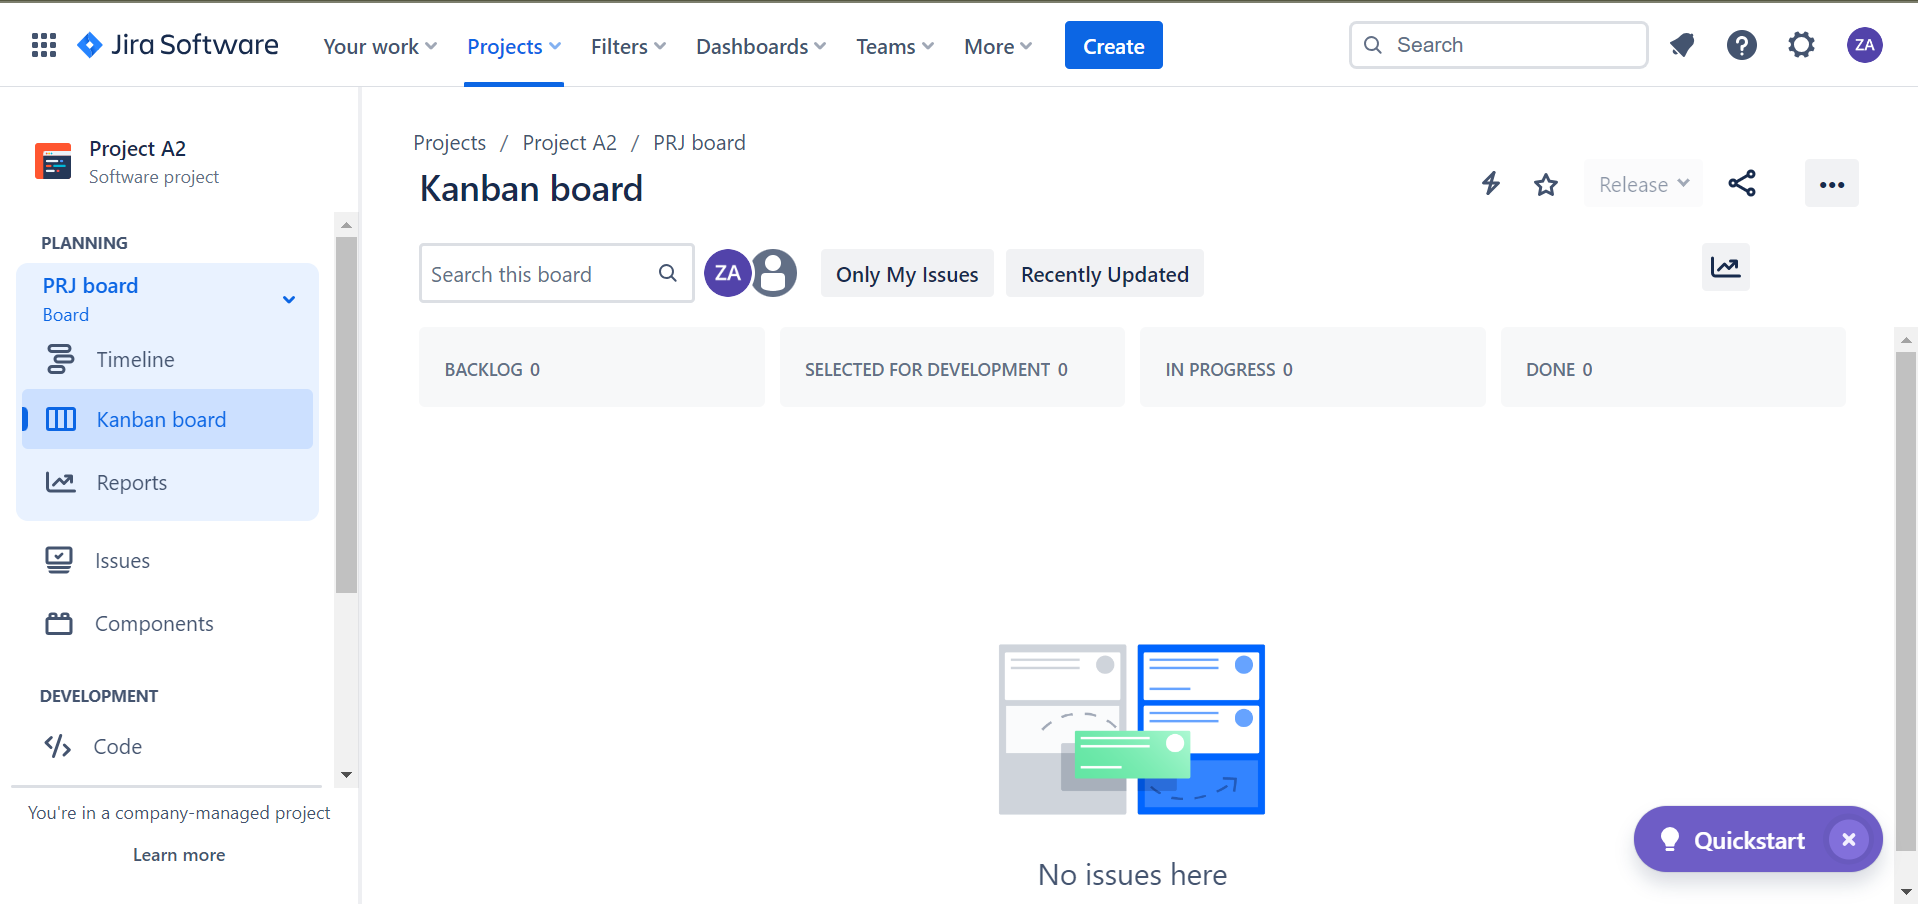 Jira Software
Your work
Projects
Filters
Dashboards
Teams
More
Create
Search
ZA
Project A2
Software project
PLANNING
PRJ board
Board
Timeline
Kanban board
Reports
Issues
Components
DEVELOPMENT
Code
You're in a company-managed project
Learn more
Projects / Project A2 / PRJ board
Kanban board
Release
Search this board
ZA
Only My Issues
Recently Updated
BACKLOG 0
SELECTED FOR DEVELOPMENT 0
IN PROGRESS 0
DONE 0
No issues here
Quickstart